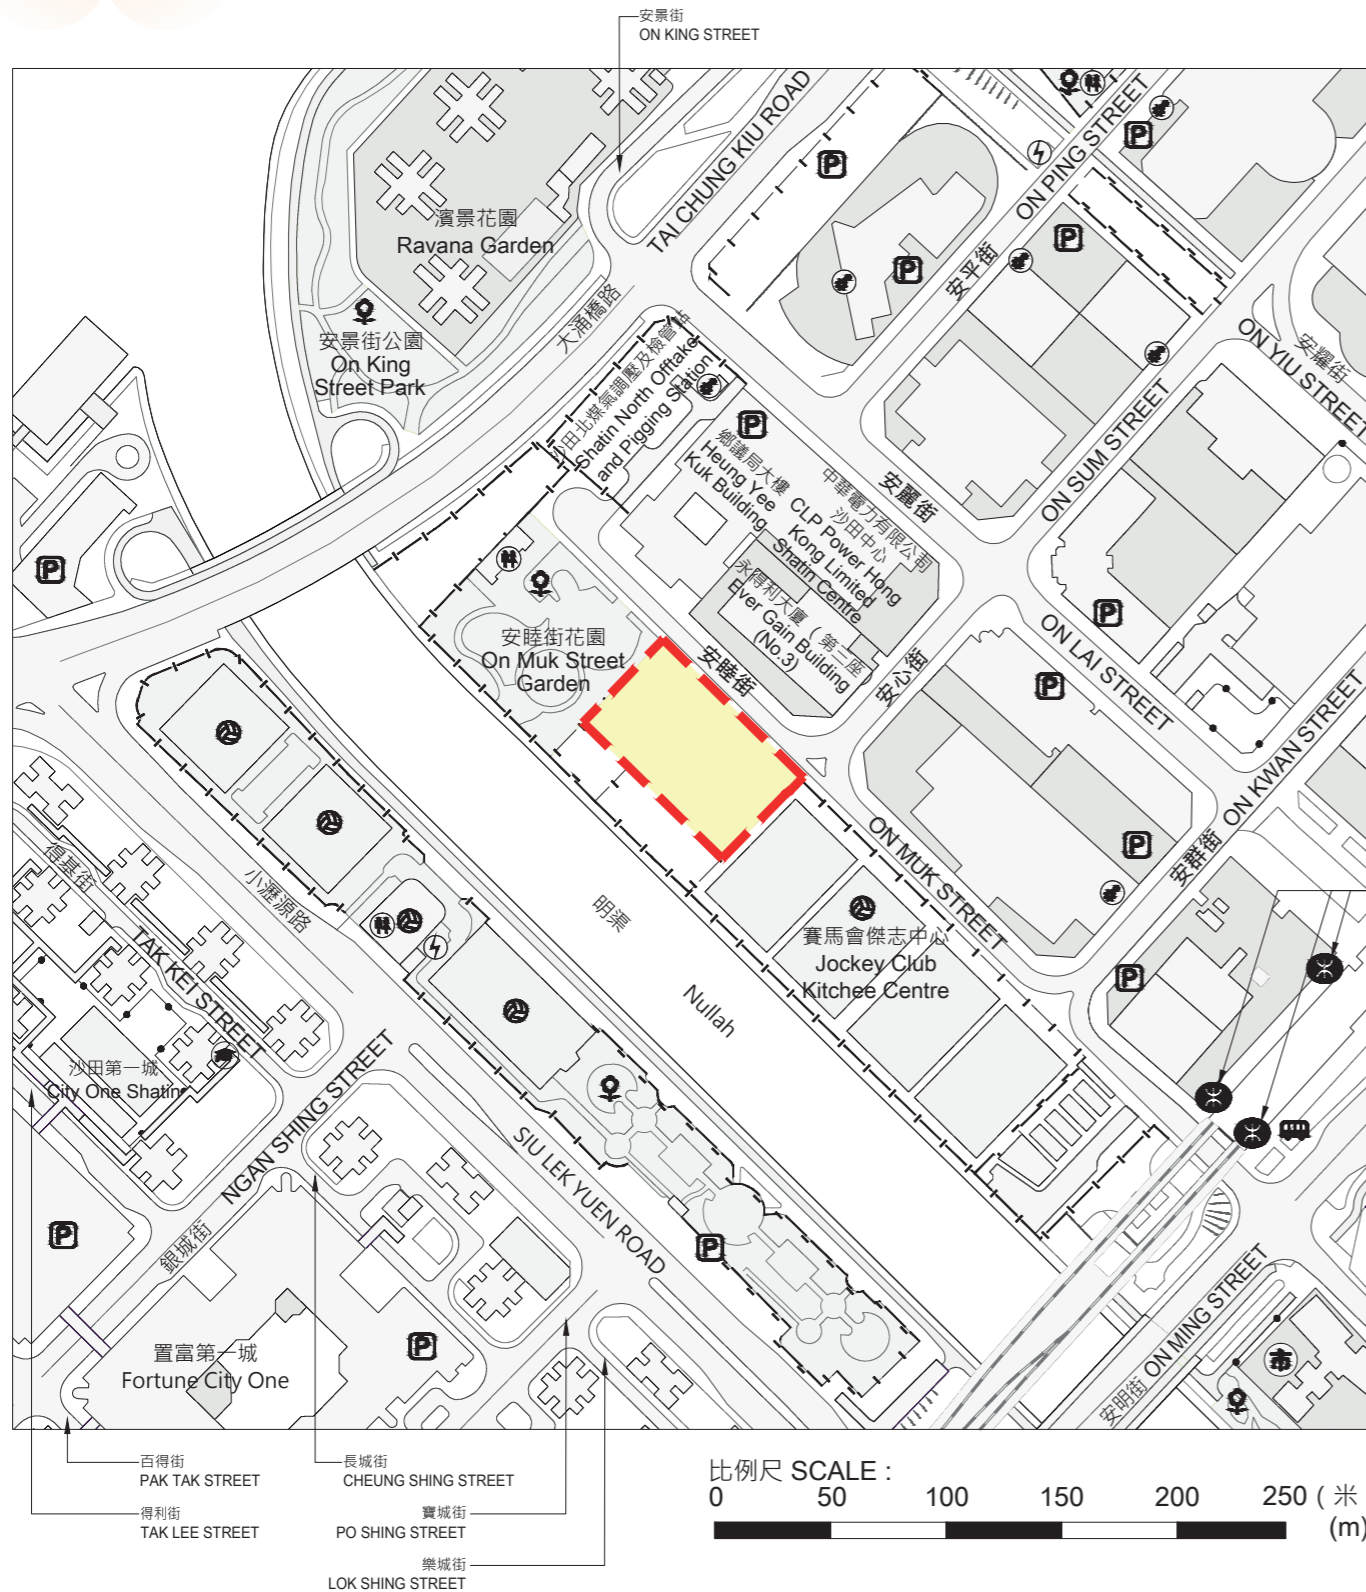 安景街
ON KING STREET
TAI CHUNG KIU ROAD
大涌橋路
濱景花園
Ravana Garden
安景街公園
On King
Street Park
沙田北煤氣調壓及檢管站
Shatin North Offtake
and Pigging Station
ON PING STREET
安平街
ON YIU STREET
安耀街
ON SUM STREET
安心街
安麗街
ON LAI STREET
鄉議局大樓
Heung Yee
Kuk Building
中華電力有限公司
沙田中心
CLP Power Hong
Kong Limited
Shatin Centre
永得利大廈（第三座）
Ever Gain Building
(No.3)
安睦街花園
On Muk Street
Garden
安睦街
ON MUK STREET
ON KWAN STREET
安群街
賽馬會傑志中心
Jockey Club
Kitchee Centre
明渠
Nullah
小瀝源路
SIU LEK YUEN ROAD
得基街
TAK KEI STREET
沙田第一城
City One Shatin
NGAN SHING STREET
銀城街
置富第一城
Fortune City One
安明街 ON MING STREET
市
P
P
P
P
P
P
P
P
P
P
P
P
P
百得街
PAK TAK STREET
得利街
TAK LEE STREET
長城街
CHEUNG SHING STREET
寶城街
PO SHING STREET
樂城街
LOK SHING STREET
比例尺 SCALE :
0 50 100 150 200 250 ( 米
(m)